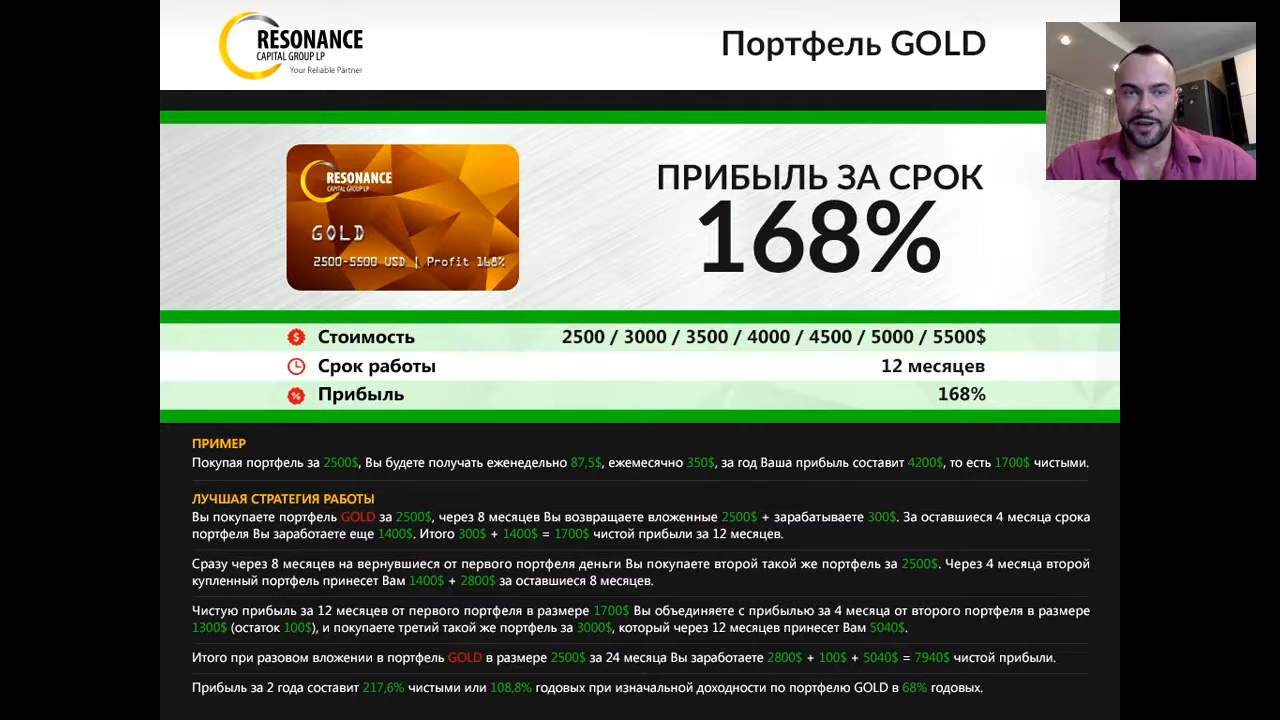 RESONANCE
CAPITAL GROUP LP
Your Reliable Partner
Портфель GOLD
RESONANCE
CAPITAL GROUP LP
GOLD
2500-5500 USD | Profit 168%
ПРИБЫЛЬ ЗА СРОК
168%
Стоимость 2500 / 3000 / 3500 / 4000 / 4500 / 5000 / 5500$
Срок работы 12 месяцев
Прибыль 168%
ПРИМЕР
Покупая портфель за 2500$, Вы будете получать еженедельно 87,5$, ежемесячно 350$, за год Ваша прибыль составит 4200$, то есть 1700$ чистыми.
ЛУЧШАЯ СТРАТЕГИЯ РАБОТЫ
Вы покупаете портфель GOLD за 2500$, через 8 месяцев Вы возвращаете вложенные 2500$ + зарабатываете 300$. За оставшиеся 4 месяца срока
портфеля Вы заработаете еще 1400$. Итого 300$ + 1400$ = 1700$ чистой прибыли за 12 месяцев.
Сразу через 8 месяцев на вернувшиеся от первого портфеля деньги Вы покупаете второй такой же портфель за 2500$. Через 4 месяца второй
купленный портфель принесет Вам 1400$ + 2800$ за оставшиеся 8 месяцев.
Чистую прибыль за 12 месяцев от первого портфеля в размере 1700$ Вы объединяете с прибылью за 4 месяца от второго портфеля в размере
1300$ (остаток 100$), и покупаете третий такой же портфель за 3000$, который через 12 месяцев принесет Вам 5040$.
Итого при разовом вложении в портфель GOLD в размере 2500$ за 24 месяца Вы заработаете 2800$ + 100$ + 5040$ = 7940$ чистой прибыли.
Прибыль за 2 года составит 217,6% чистыми или 108,8% годовых при изначальной доходности по портфелю GOLD в 68% годовых.